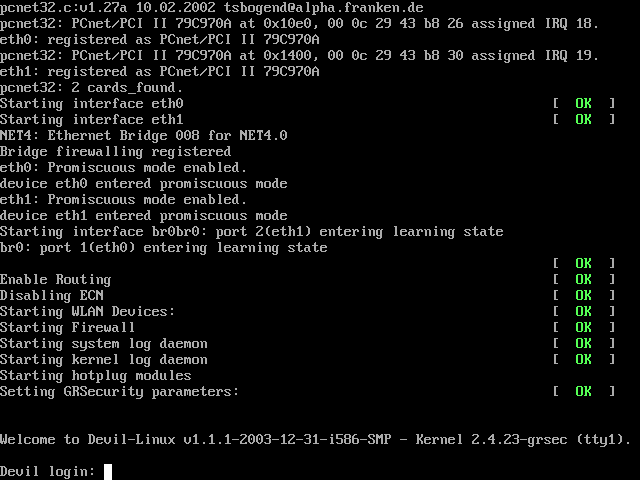 pcnet32.c:v1.27a 10.02.2002 tsbogend@alpha.franken.de
pcnet32: PCnet/PCI II 79C970A at 0x10e0, 00 0c 29 43 b8 26 assigned IRQ 18.
eth0: registered as PCnet/PCI II 79C970A
pcnet32: PCnet/PCI II 79C970A at 0x1400, 00 0c 29 43 b8 30 assigned IRQ 19.
eth1: registered as PCnet/PCI II 79C970A
pcnet32: 2 cards_found.
Starting interface eth0 [ OK ]
Starting interface eth1 [ OK ]
NET4: Ethernet Bridge 008 for NET4.0
Bridge firewalling registered
eth0: Promiscuous mode enabled.
device eth0 entered promiscuous mode
eth1: Promiscuous mode enabled.
device eth1 entered promiscuous mode
Starting interface br0br0: port 2(eth1) entering learning state
br0: port 1(eth0) entering learning state
[ OK ]
Enable Routing [ OK ]
Disabling ECN [ OK ]
Starting WLAN Devices: [ OK ]
Starting Firewall [ OK ]
Starting system log daemon [ OK ]
Starting kernel log daemon [ OK ]
Starting hotplug modules
Setting GRSecurity parameters: [ OK ]
Welcome to Devil-Linux v1.1.1-2003-12-31-i586-SMP - Kernel 2.4.23-grsec (tty1).
Devil login: